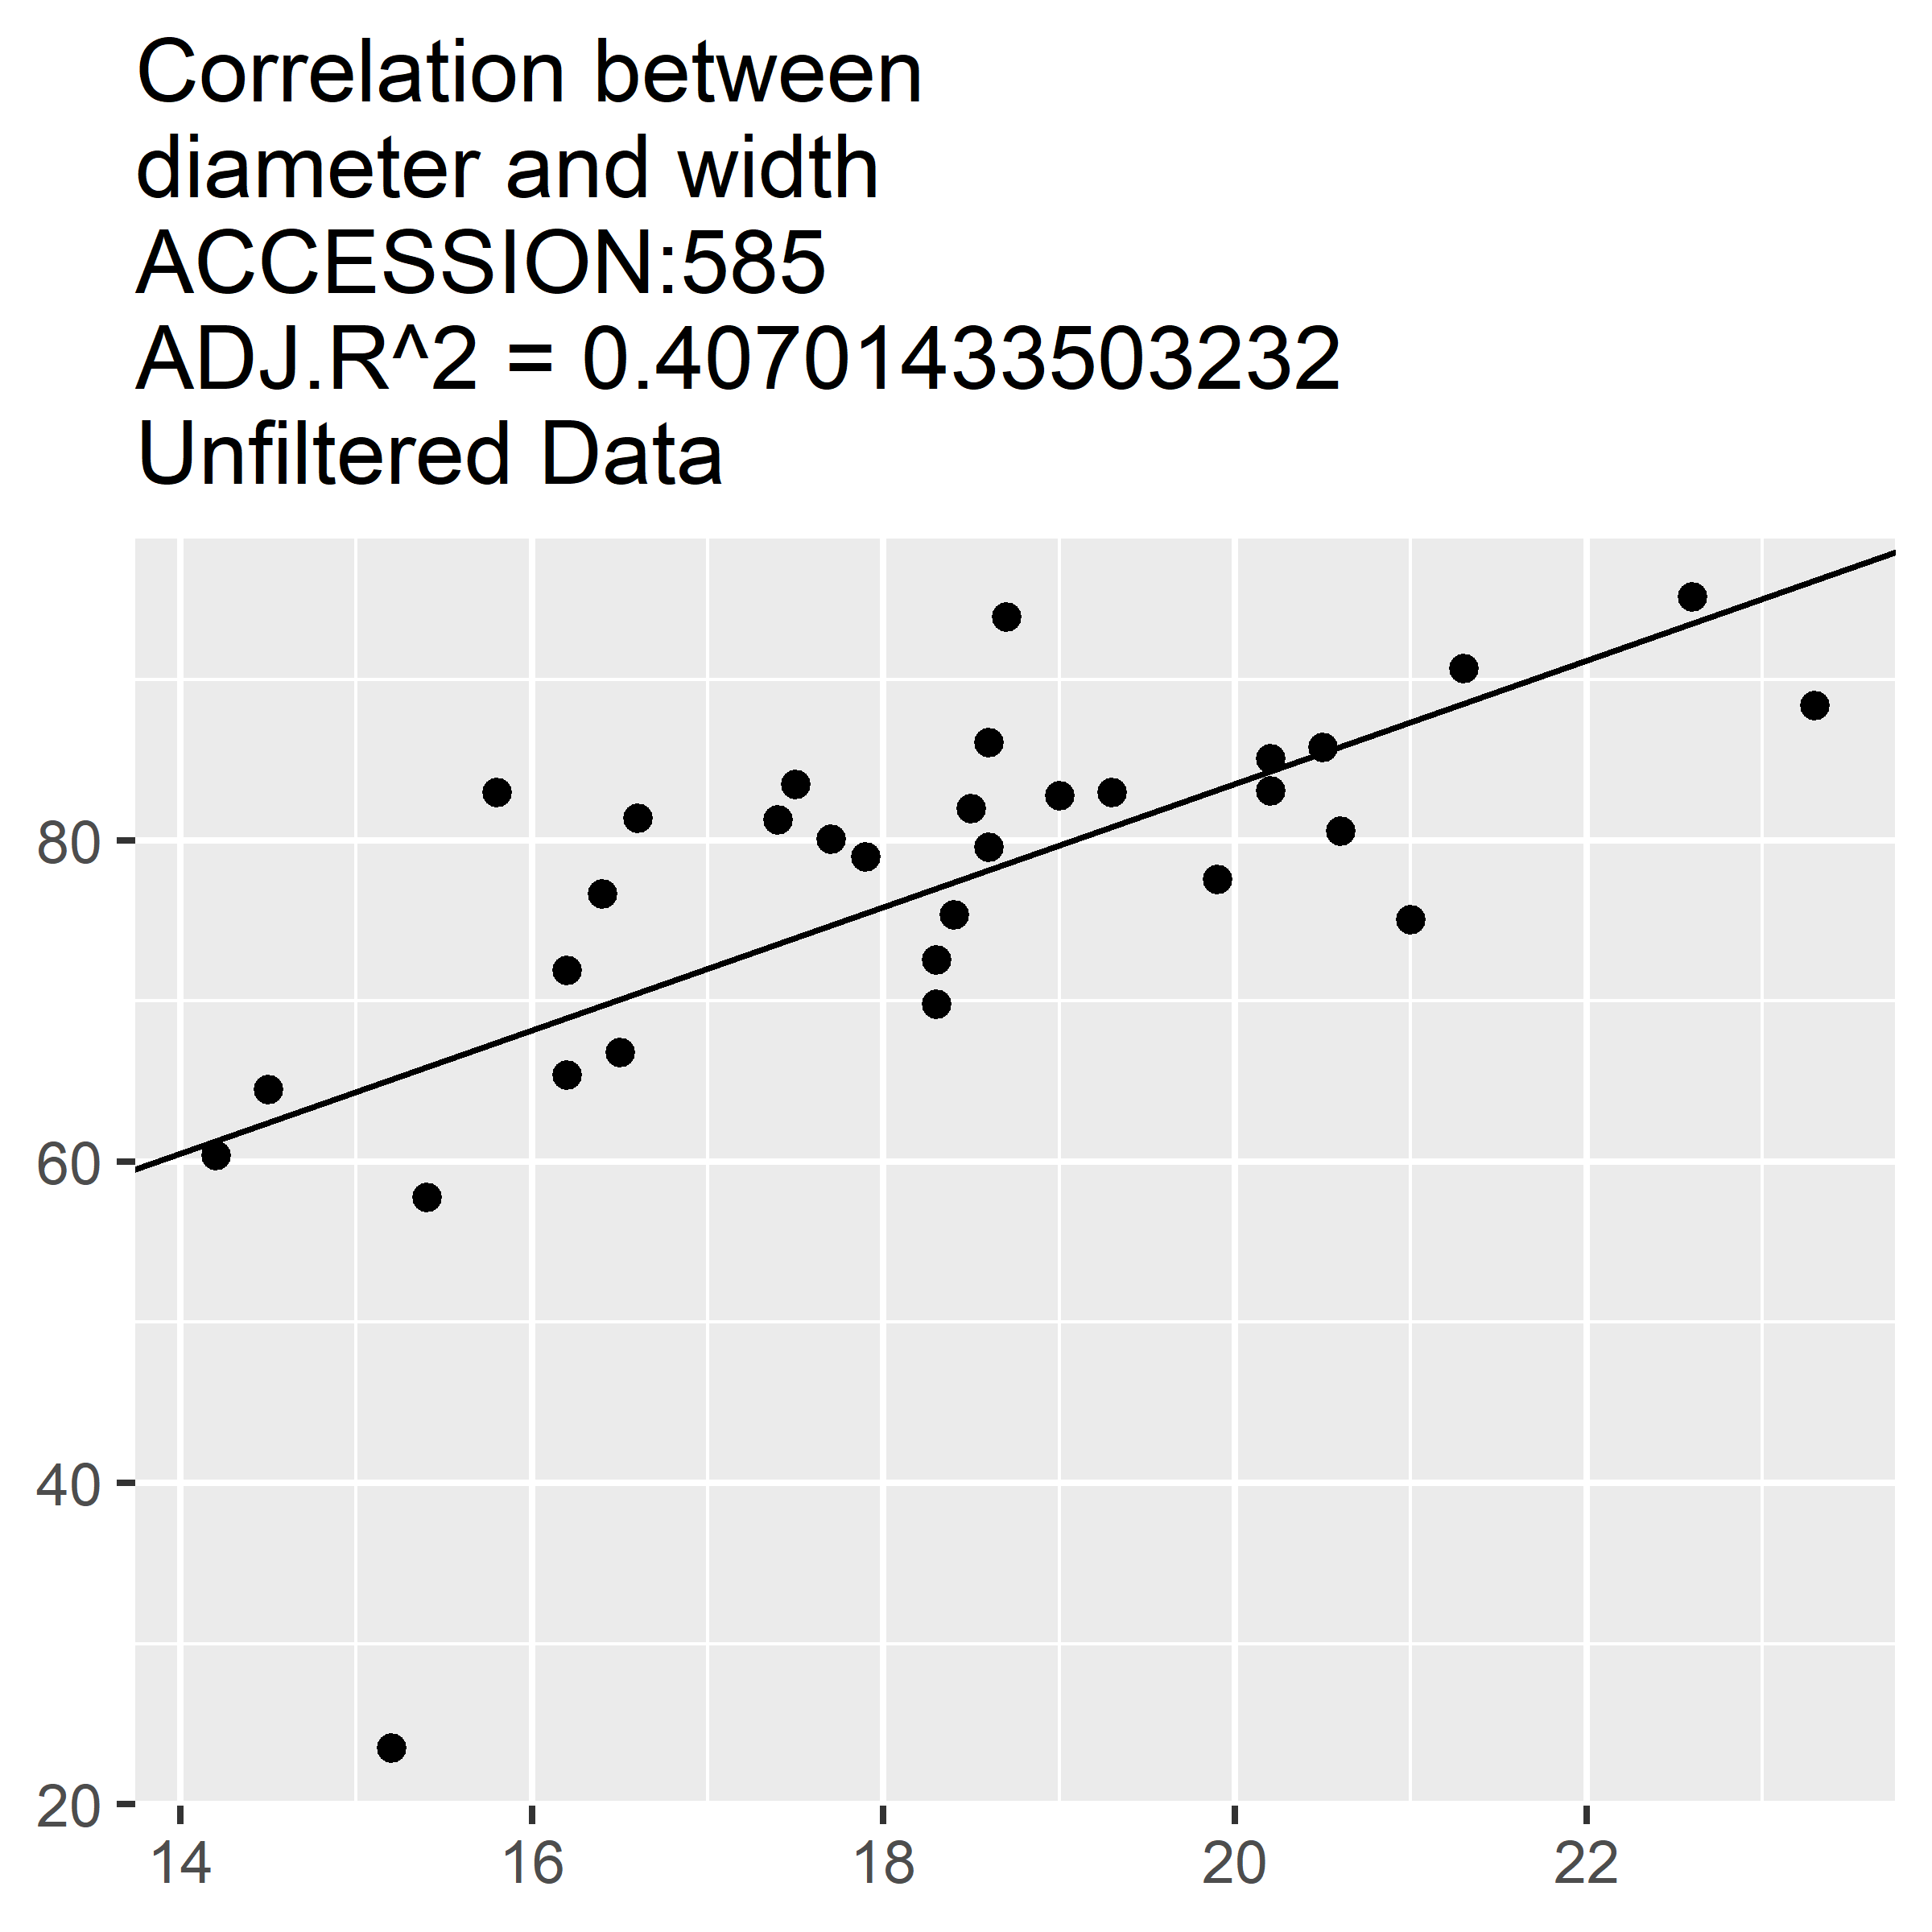 Correlation between
diameter and width
ACCESSION:585
ADJ.R^2 = 0.40701433503232
Unfiltered Data
80
60
40
20
14 16 18 20 22